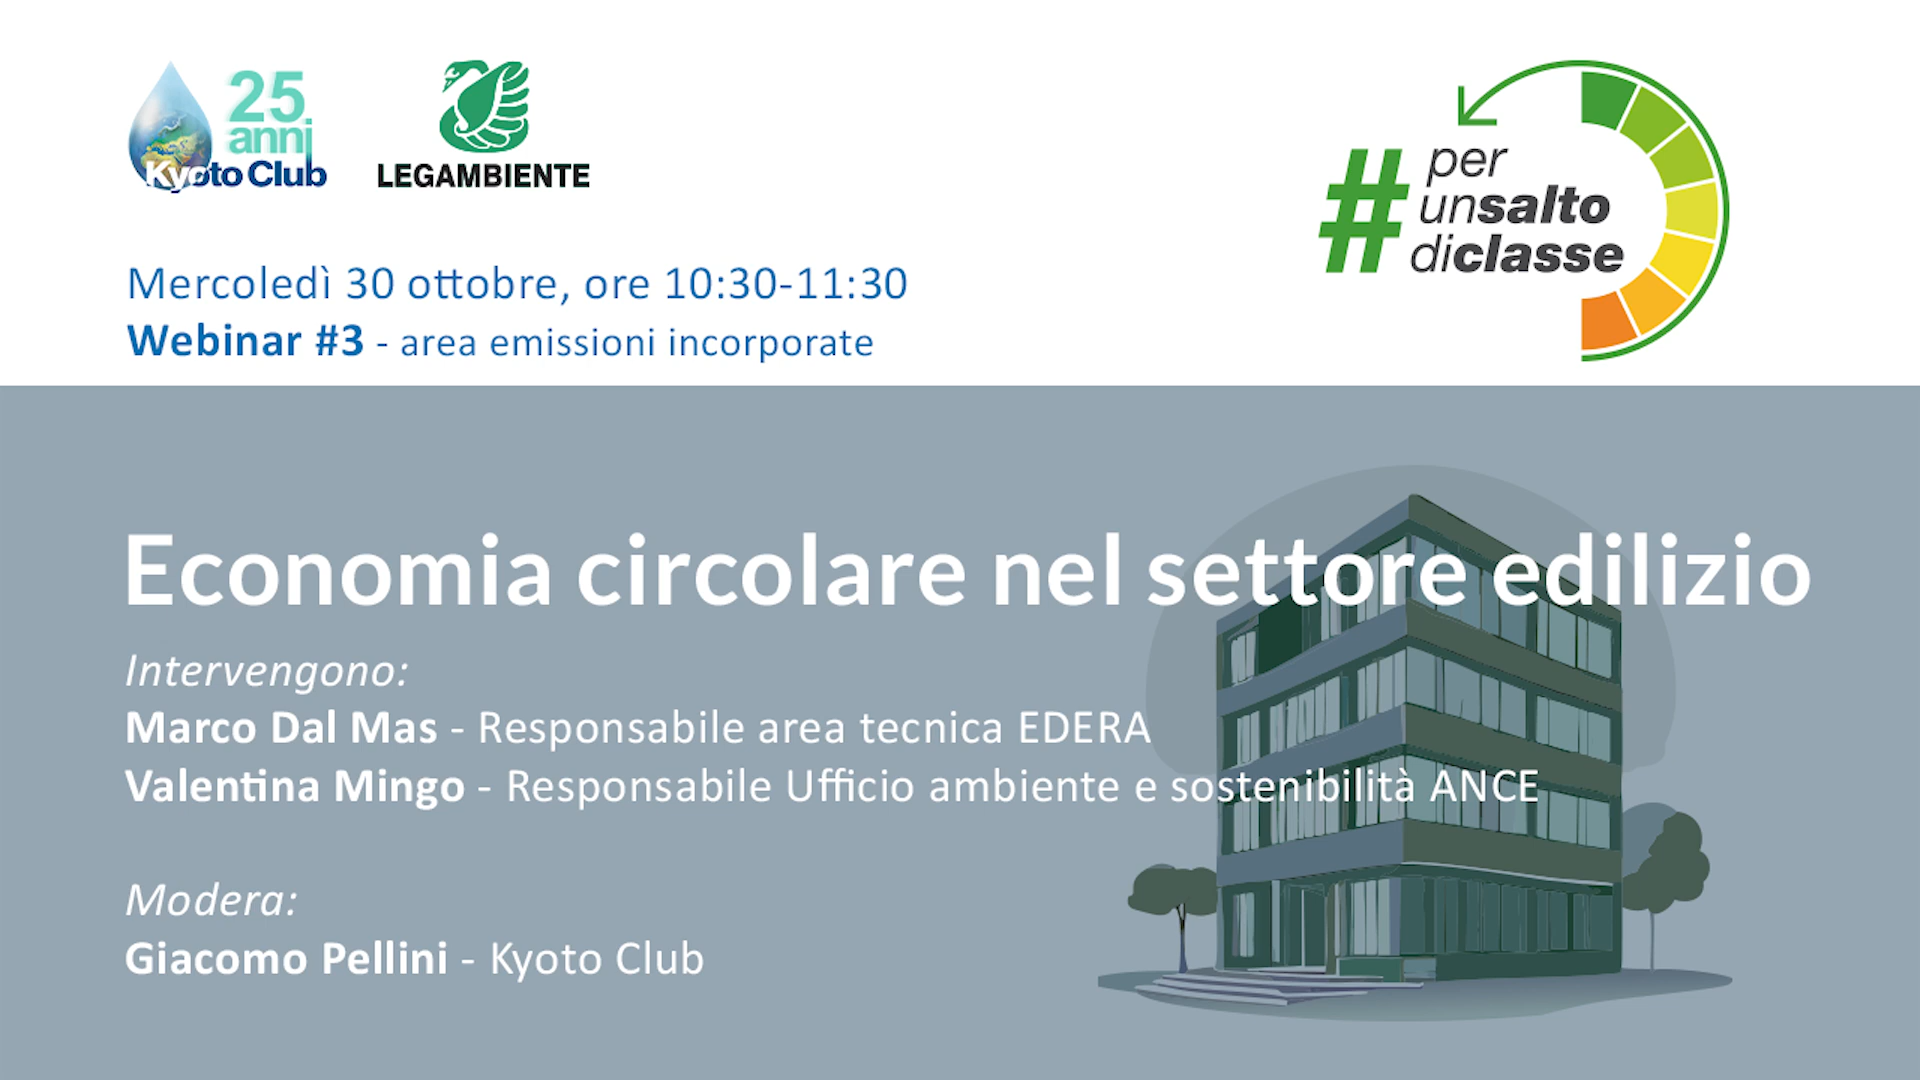 25
anni
Kyoto Club
LEGAMBIENTE
#per
unsalto
diclasse
Mercoledì 30 ottobre, ore 10:30-11:30
Webinar #3 - area emissioni incorporate
Economia circolare nel settore edilizio
Intervengono:
Marco Dal Mas - Responsabile area tecnica EDERA
Valentina Mingo - Responsabile Ufficio ambiente e sostenibilità ANCE
Modera:
Giacomo Pellini - Kyoto Club